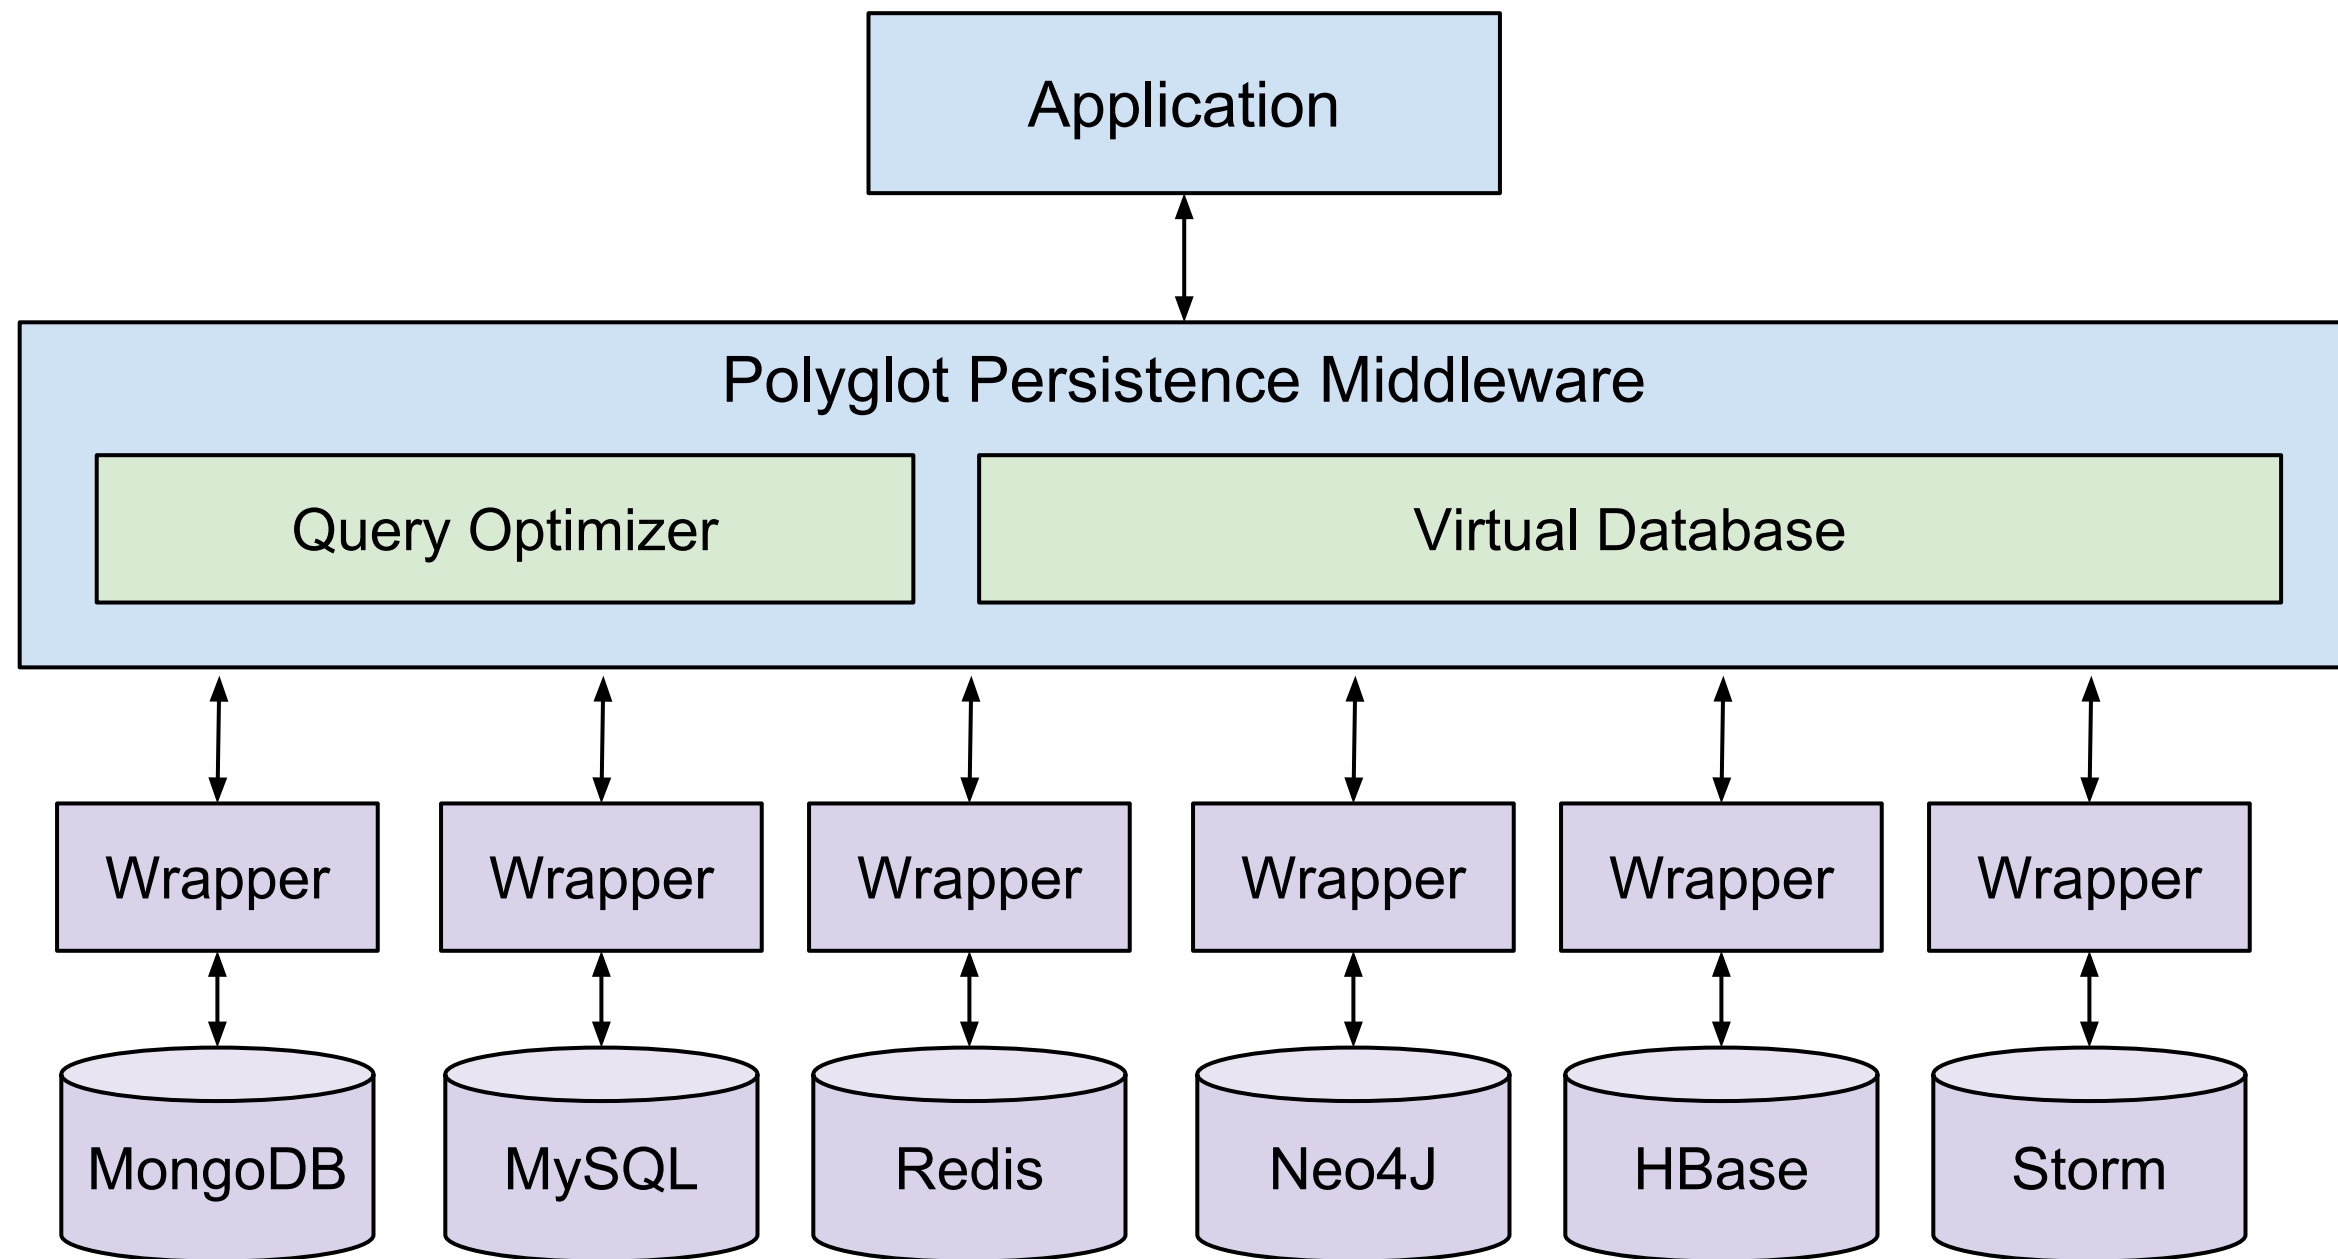 Application
Polyglot Persistence Middleware
Query Optimizer
Virtual Database
Wrapper
Wrapper
Wrapper
Wrapper
Wrapper
Wrapper
MongoDB
MySQL
Redis
Neo4J
HBase
Storm